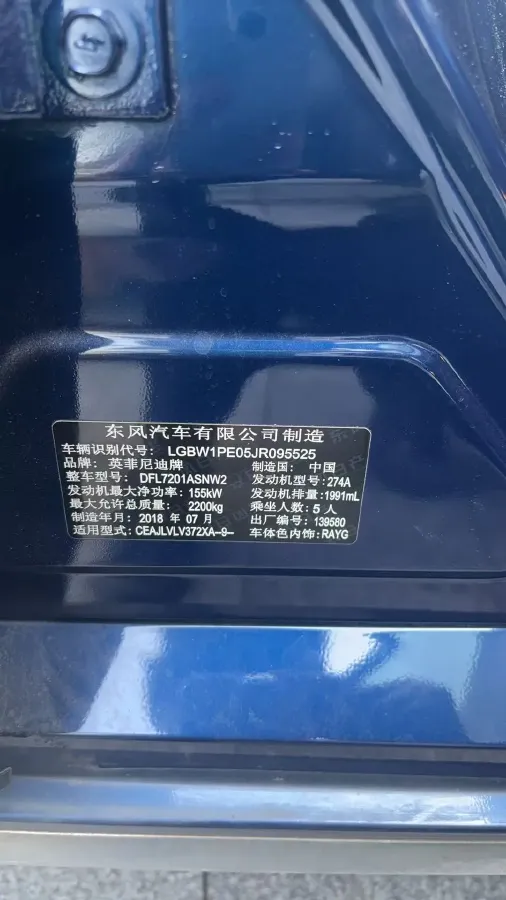 东风汽车有限公司制造
车辆识别代号: LGBW1PE05JR095525
品牌: 英菲尼迪牌 制造国: 中国
整车型号: DFL7201ASNW2 发动机型号: 274A
发动机最大净功率: 155kW 发动机排量: 1991mL
最大允许总质量: 2200kg 乘坐人数: 5 人
制造年月: 2018 年 07 月 出厂编号: 139580
适用型式: CEAJLVLV372XA-9- 车体色内饰: RAYG